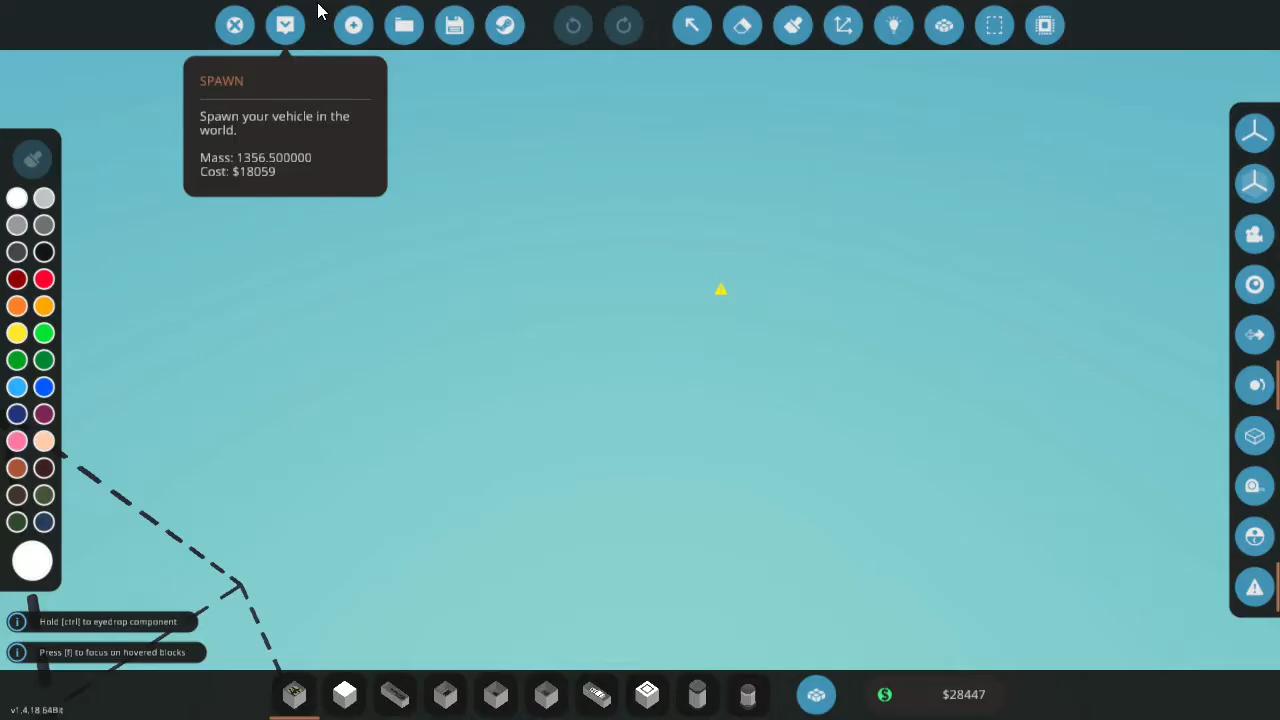 SPAWN
Spawn your vehicle in the
world.
Mass: 1356.500000
Cost: $18059
Hold [ctrl] to eyedrop component
Press [f] to focus on hovered blocks
$28447
v1.4.18 64Bit